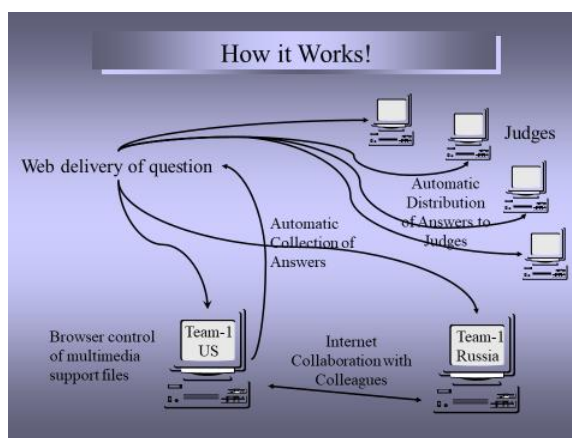 How it Works!
Judges
Web delivery of question
Automatic
Distribution
of Answers to
Judges
Automatic
Collection of
Answers
Team-1
US
Team-1
Russia
Browser control
of multimedia
support files
Internet
Collaboration with
Colleagues